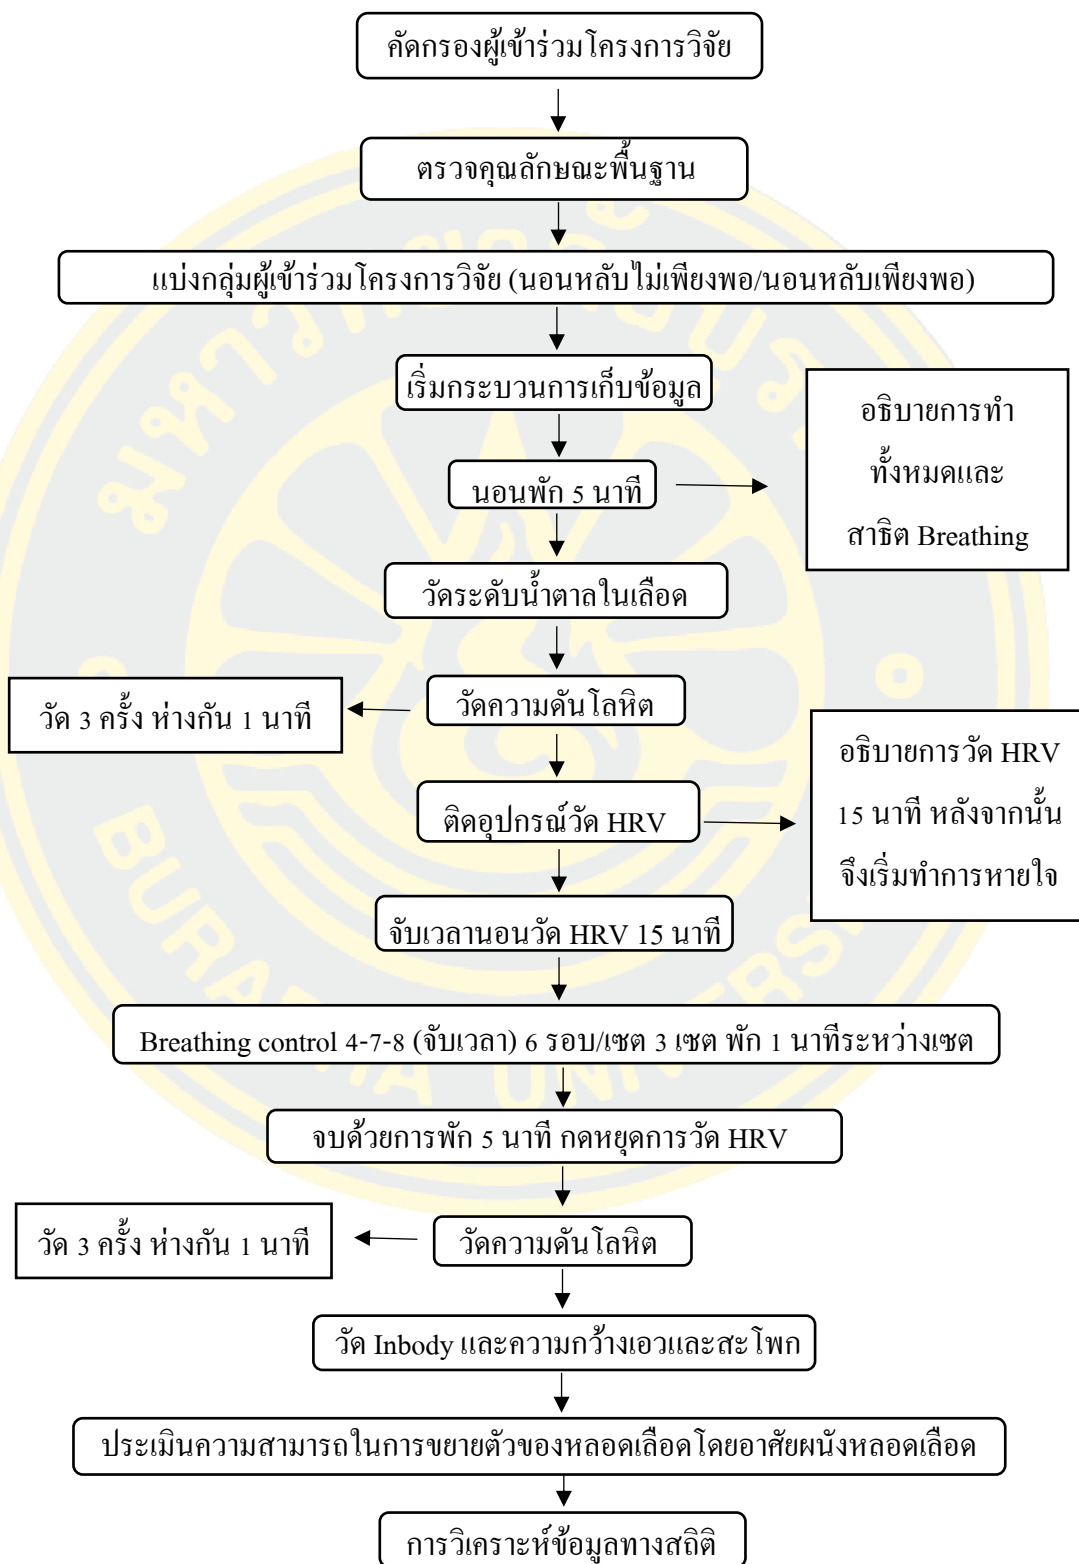 คัดกรองผู้เข้าร่วมโครงการวิจัย
ตรวจคุณลักษณะพื้นฐาน
แบ่งกลุ่มผู้เข้าร่วมโครงการวิจัย (นอนหลับไม่เพียงพอ/นอนหลับเพียงพอ)
เริ่มกระบวนการเก็บข้อมูล
อธิบายการทำ
ทั้งหมดและ
สาธิต Breathing
นอนพัก 5 นาที
วัดระดับน้ำตาลในเลือด
วัดความดันโลหิต
วัด 3 ครั้ง ห่างกัน 1 นาที
อธิบายการวัด HRV
15 นาที หลังจากนั้น
จึงเริ่มทำการหายใจ
ติดอุปกรณ์วัด HRV
จับเวลานอนวัด HRV 15 นาที
Breathing control 4-7-8 (จับเวลา) 6 รอบ/เซต 3 เซต พัก 1 นาทีระหว่างเซต
จบด้วยการพัก 5 นาที กดหยุดการวัด HRV
วัด 3 ครั้ง ห่างกัน 1 นาที
วัดความดันโลหิต
วัด Inbody และความกว้างเอวและสะโพก
ประเมินความสามารถในการขยายตัวของหลอดเลือดโดยอาศัยผนังหลอดเลือด
การวิเคราะห์ข้อมูลทางสถิติ
มหาวิทยาลัยบูรพา
BURAPHA UNIVERSITY